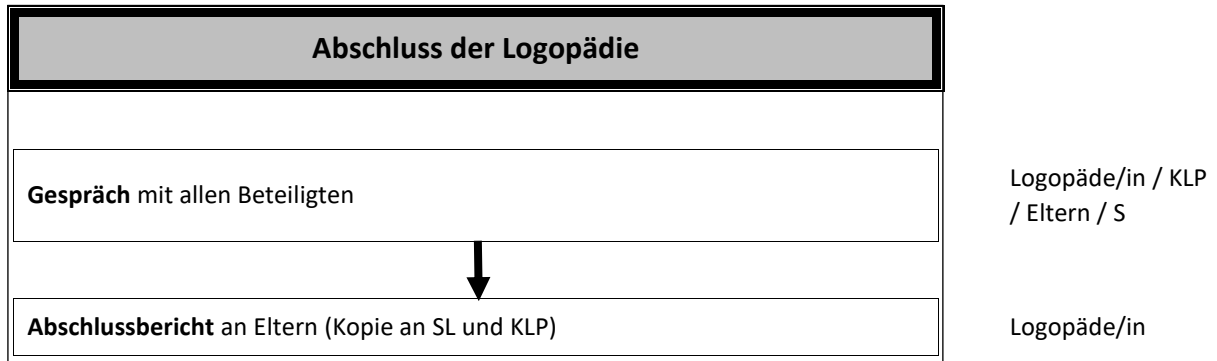 Abschluss der Logopädie
Gespräch mit allen Beteiligten
Logopäde/in / KLP
/ Eltern / S
Abschlussbericht an Eltern (Kopie an SL und KLP)
Logopäde/in